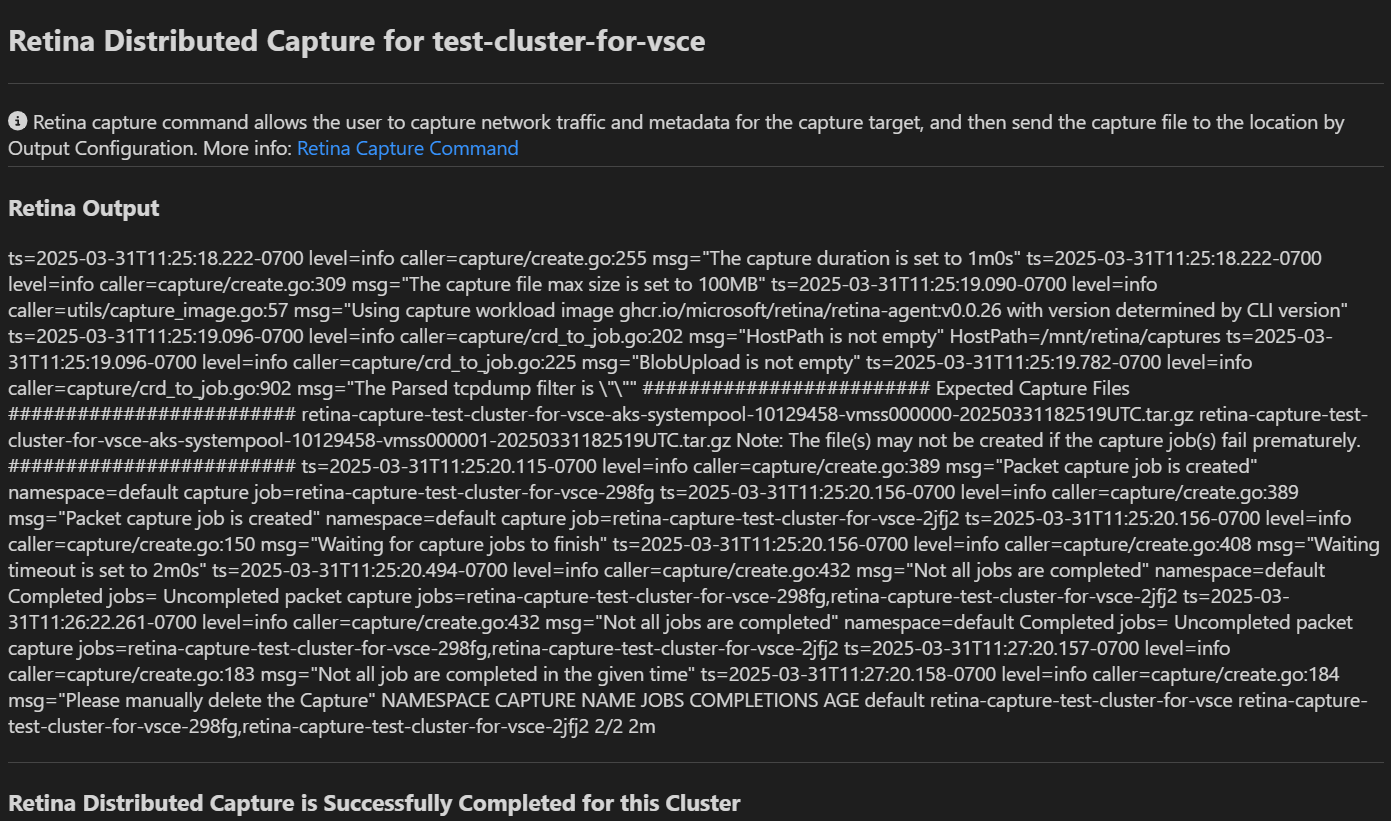 Retina Distributed Capture for test-cluster-for-vsce
Retina capture command allows the user to capture network traffic and metadata for the capture target, and then send the capture file to the location by
Output Configuration. More info: Retina Capture Command
Retina Output
ts=2025-03-31T11:25:18.222-0700 level=info caller=capture/create.go:255 msg="The capture duration is set to 1m0s" ts=2025-03-31T11:25:18.222-0700
level=info caller=capture/create.go:309 msg="The capture file max size is set to 100MB" ts=2025-03-31T11:25:19.090-0700 level=info
caller=utils/capture_image.go:57 msg="Using capture workload image ghcr.io/microsoft/retina/retina-agent:v0.0.26 with version determined by CLI version"
ts=2025-03-31T11:25:19.096-0700 level=info caller=capture/crd_to_job.go:202 msg="HostPath is not empty" HostPath=/mnt/retina/captures ts=2025-03-
31T11:25:19.096-0700 level=info caller=capture/crd_to_job.go:225 msg="BlobUpload is not empty" ts=2025-03-31T11:25:19.782-0700 level=info
caller=capture/crd_to_job.go:902 msg="The Parsed tcpdump filter is \"\"" ######################### Expected Capture Files
######################### retina-capture-test-cluster-for-vsce-aks-systempool-10129458-vmss000000-20250331182519UTC.tar.gz retina-capture-test-
cluster-for-vsce-aks-systempool-10129458-vmss000001-20250331182519UTC.tar.gz Note: The file(s) may not be created if the capture job(s) fail prematurely.
######################### ts=2025-03-31T11:25:20.115-0700 level=info caller=capture/create.go:389 msg="Packet capture job is created"
namespace=default capture job=retina-capture-test-cluster-for-vsce-298fg ts=2025-03-31T11:25:20.156-0700 level=info caller=capture/create.go:389
msg="Packet capture job is created" namespace=default capture job=retina-capture-test-cluster-for-vsce-2jfj2 ts=2025-03-31T11:25:20.156-0700 level=info
caller=capture/create.go:150 msg="Waiting for capture jobs to finish" ts=2025-03-31T11:25:20.156-0700 level=info caller=capture/create.go:408 msg="Waiting
timeout is set to 2m0s" ts=2025-03-31T11:25:20.494-0700 level=info caller=capture/create.go:432 msg="Not all jobs are completed" namespace=default
Completed jobs= Uncompleted packet capture jobs=retina-capture-test-cluster-for-vsce-298fg,retina-capture-test-cluster-for-vsce-2jfj2 ts=2025-03-
31T11:26:22.261-0700 level=info caller=capture/create.go:432 msg="Not all jobs are completed" namespace=default Completed jobs= Uncompleted packet
capture jobs=retina-capture-test-cluster-for-vsce-298fg,retina-capture-test-cluster-for-vsce-2jfj2 ts=2025-03-31T11:27:20.157-0700 level=info
caller=capture/create.go:183 msg="Not all job are completed in the given time" ts=2025-03-31T11:27:20.158-0700 level=info caller=capture/create.go:184
msg="Please manually delete the Capture" NAMESPACE CAPTURE NAME JOBS COMPLETIONS AGE default retina-capture-test-cluster-for-vsce retina-capture-
test-cluster-for-vsce-298fg,retina-capture-test-cluster-for-vsce-2jfj2 2/2 2m
Retina Distributed Capture is Successfully Completed for this Cluster